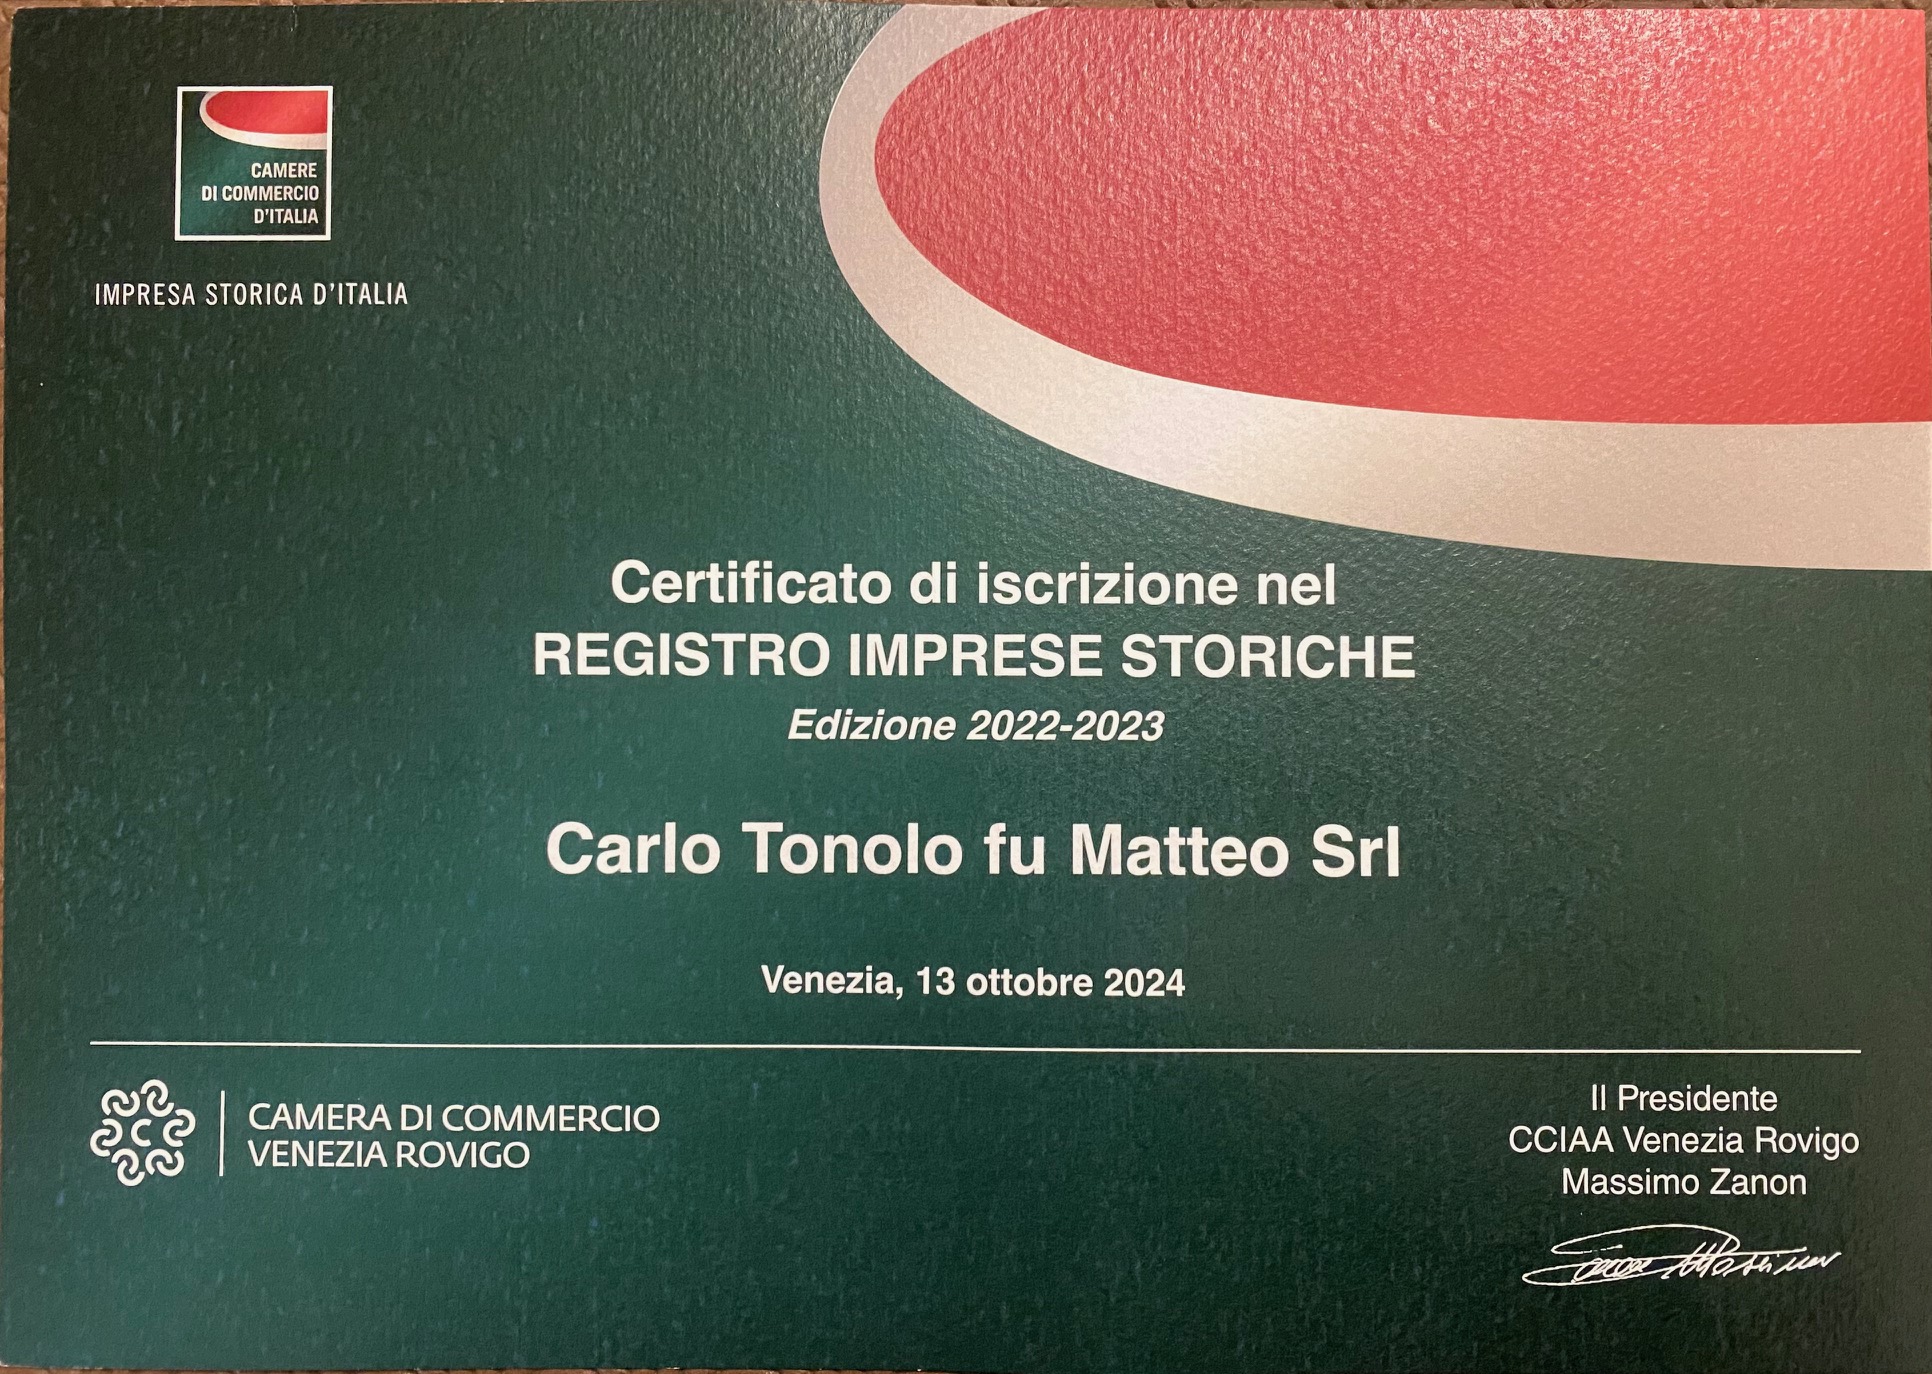 CAMERE
DI COMMERCIO
D'ITALIA
IMPRESA STORICA D'ITALIA
Certificato di iscrizione nel
REGISTRO IMPRESE STORICHE
Edizione 2022-2023
Carlo Tonolo fu Matteo Srl
Venezia, 13 ottobre 2024
CAMERA DI COMMERCIO
VENEZIA ROVIGO
Il Presidente
CCIAA Venezia Rovigo
Massimo Zanon